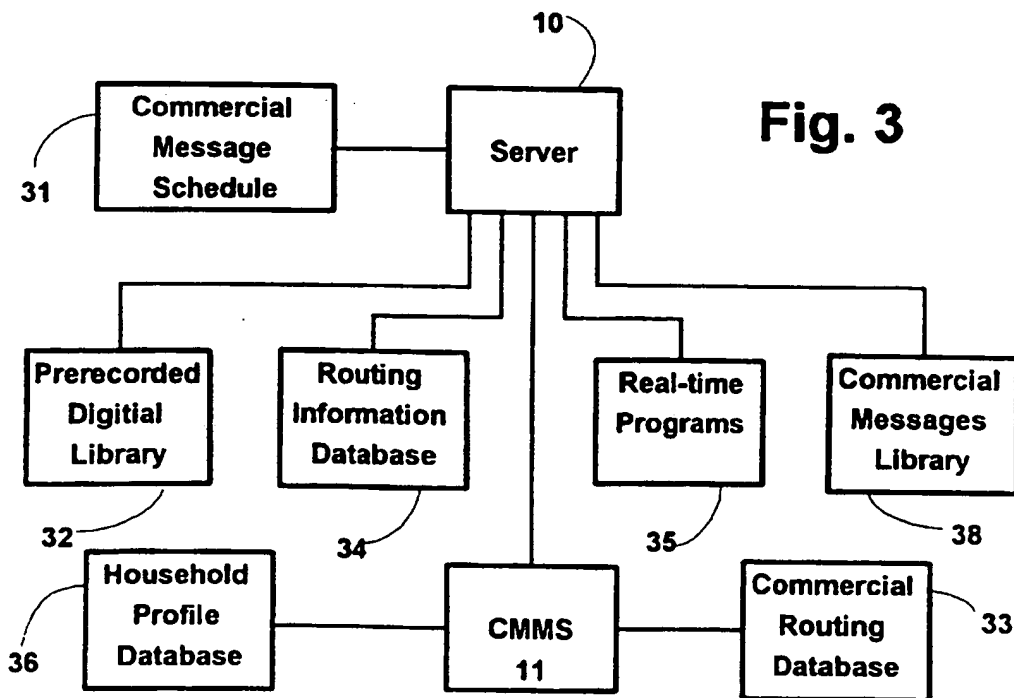 10
Commercial
Message
Schedule
31
Server
Fig. 3
Prerecorded
Digitial
Library
32
Routing
Information
Database
34
Real-time
Programs
35
Commercial
Messages
Library
38
Household
Profile
Database
36
CMMS
11
Commercial
Routing
Database
33